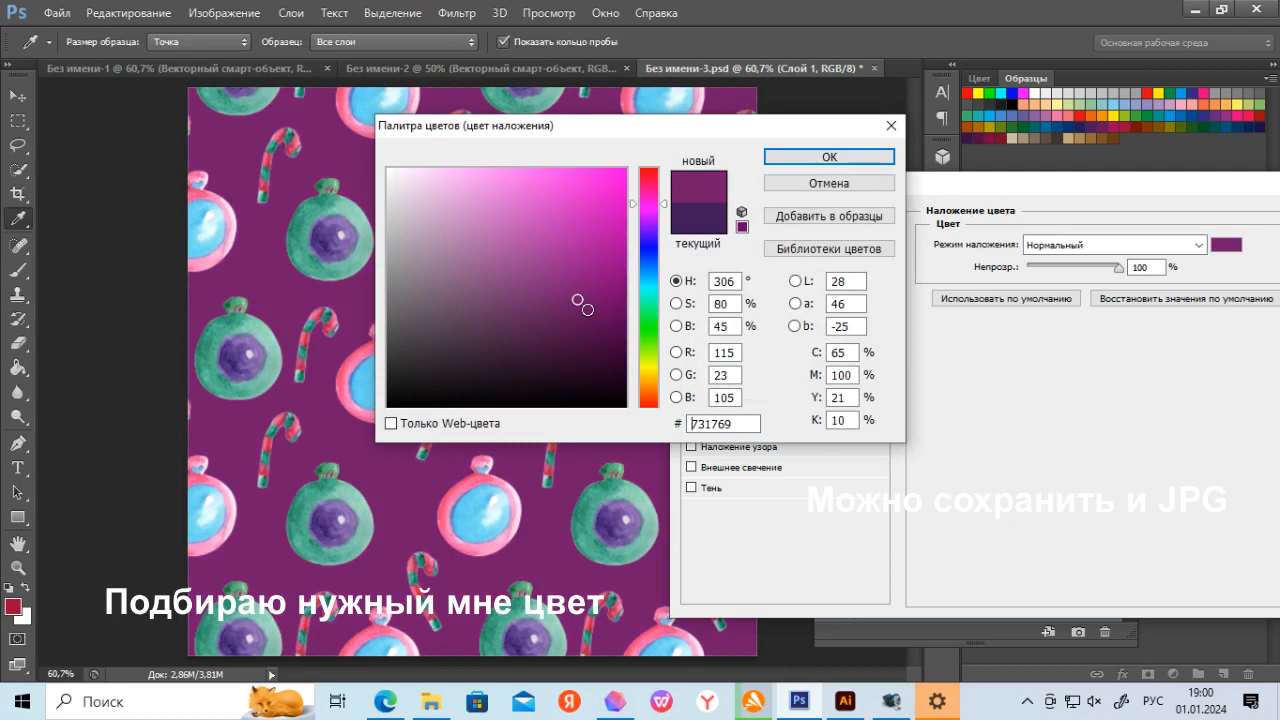 Ps Файл Редактирование Изображение Слои Текст Выделение Фильтр 3D Просмотр Окно Справка
Размер образца: Точка Образец: Все слои Показать кольцо пробы Основная рабочая среда
Без имени-1 @ 60,7% (Векторный смарт-объект, R... × Без имени-2 @ 50% (Векторный смарт-объект, RGB... × Без имени-3.psd @ 60,7% (Слой 1, RGB/8) * ×
Цвет Образцы
Палитра цветов (цвет наложения)
новый
текущий
OK
Отмена
Добавить в образцы
Библиотеки цветов
H: 306 ° L: 28
S: 80 % a: 46
B: 45 % b: -25
R: 115 C: 65 %
G: 23 M: 100 %
B: 105 Y: 21 %
K: 10 %
Только Web-цвета # 731769
Наложение цвета
Цвет
Режим наложения: Нормальный
Непрозр.: 100 %
Использовать по умолчанию Восстановить значения по умолчанию
Наложение узора
Внешнее свечение
Тень
Можно сохранить и JPG
Подбираю нужный мне цвет
60,7% Док: 2,86M/3,81M
fx
Поиск
Ps Ai РУС 19:00
01.01.2024